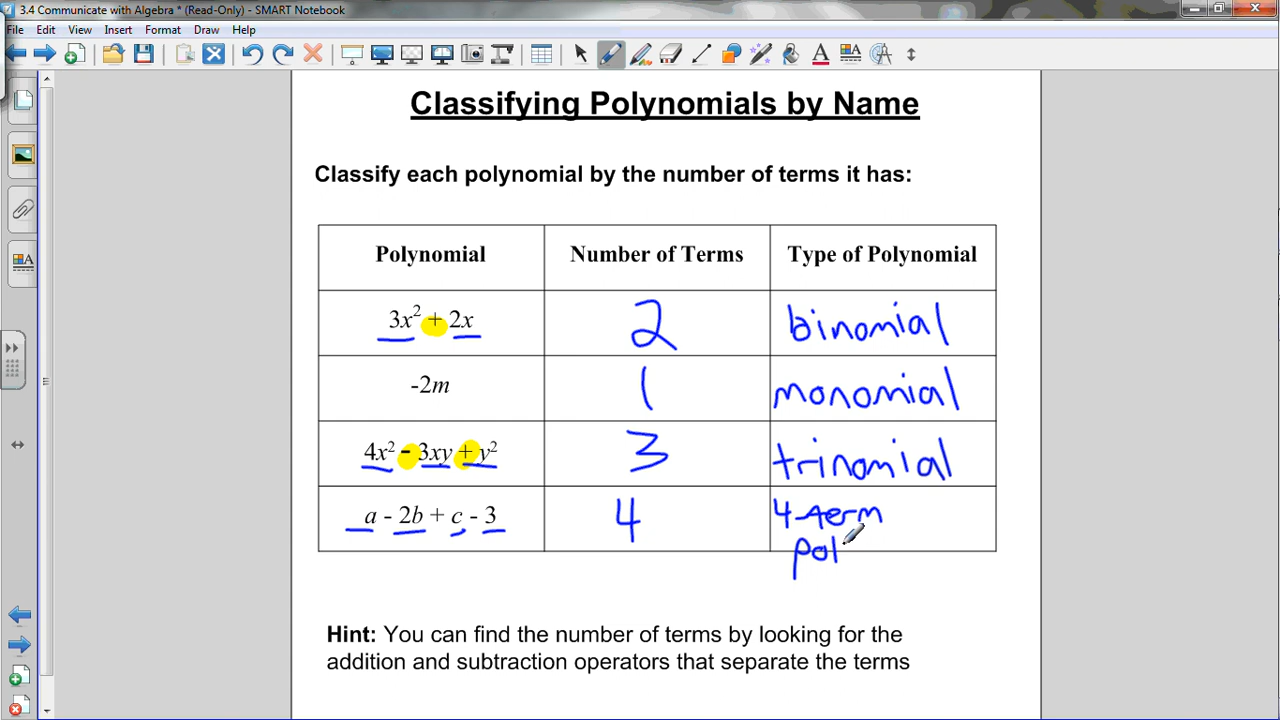 3.4 Communicate with Algebra * (Read-Only) - SMART Notebook
File Edit View Insert Format Draw Help
Classifying Polynomials by Name
Classify each polynomial by the number of terms it has:
Polynomial Number of Terms Type of Polynomial
3x² + 2x 2 binomial
-2m 1 monomial
4x² - 3xy + y² 3 trinomial
a - 2b + c - 3 4 4-term
pol
Hint: You can find the number of terms by looking for the
addition and subtraction operators that separate the terms